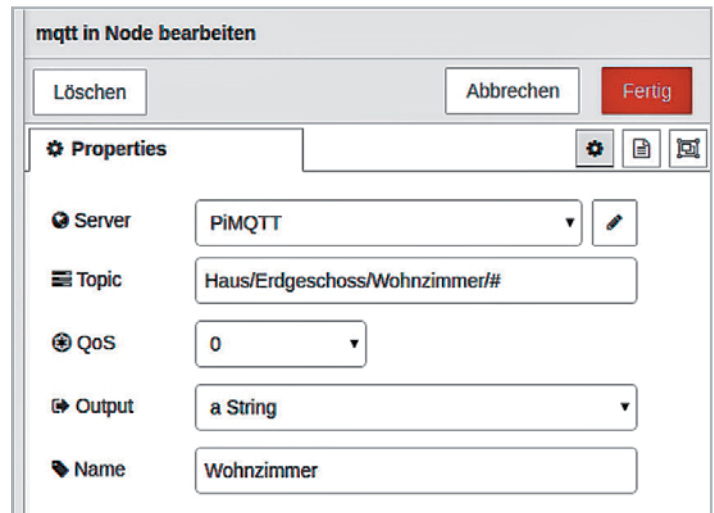 mqtt in Node bearbeiten
Löschen
Abbrechen
Fertig
Properties
Server
PiMQTT
Topic
Haus/Erdgeschoss/Wohnzimmer/#
QoS
0
Output
a String
Name
Wohnzimmer